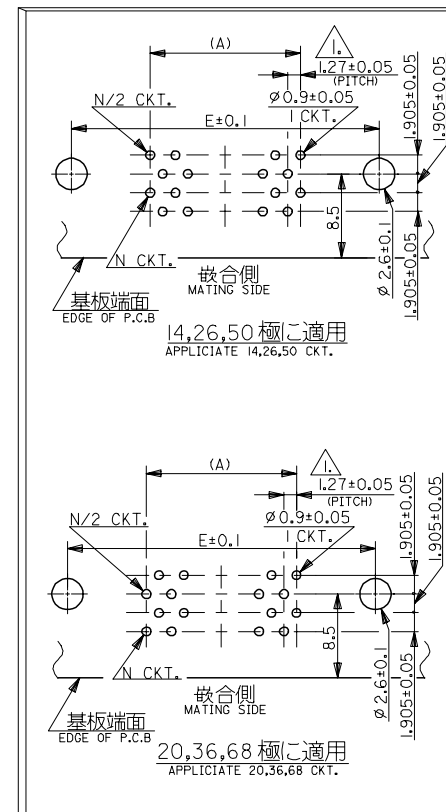 (A)
1.
1.27±0.05
(PITCH)
N/2 CKT.
Ø0.9±0.05
1 CKT.
E±0.1
1.905±0.05
1.905±0.05
8.5
Ø2.6±0.1
1.905±0.05
N CKT.
嵌合側
MATING SIDE
基板端面
EDGE OF P.C.B
14,26,50 極に適用
APPLICIATE 14,26,50 CKT.
(A)
1.
1.27±0.05
(PITCH)
N/2 CKT.
Ø0.9±0.05
1 CKT.
E±0.1
1.905±0.05
1.905±0.05
8.5
Ø2.6±0.1
1.905±0.05
N CKT.
嵌合側
MATING SIDE
基板端面
EDGE OF P.C.B
20,36,68 極に適用
APPLICIATE 20,36,68 CKT.